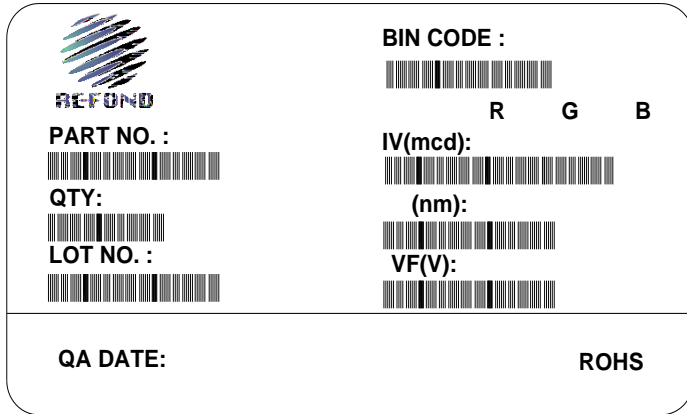 REFOND
BIN CODE :
R G B
PART NO. :
IV(mcd):
QTY:
(nm):
LOT NO. :
VF(V):
QA DATE:
ROHS